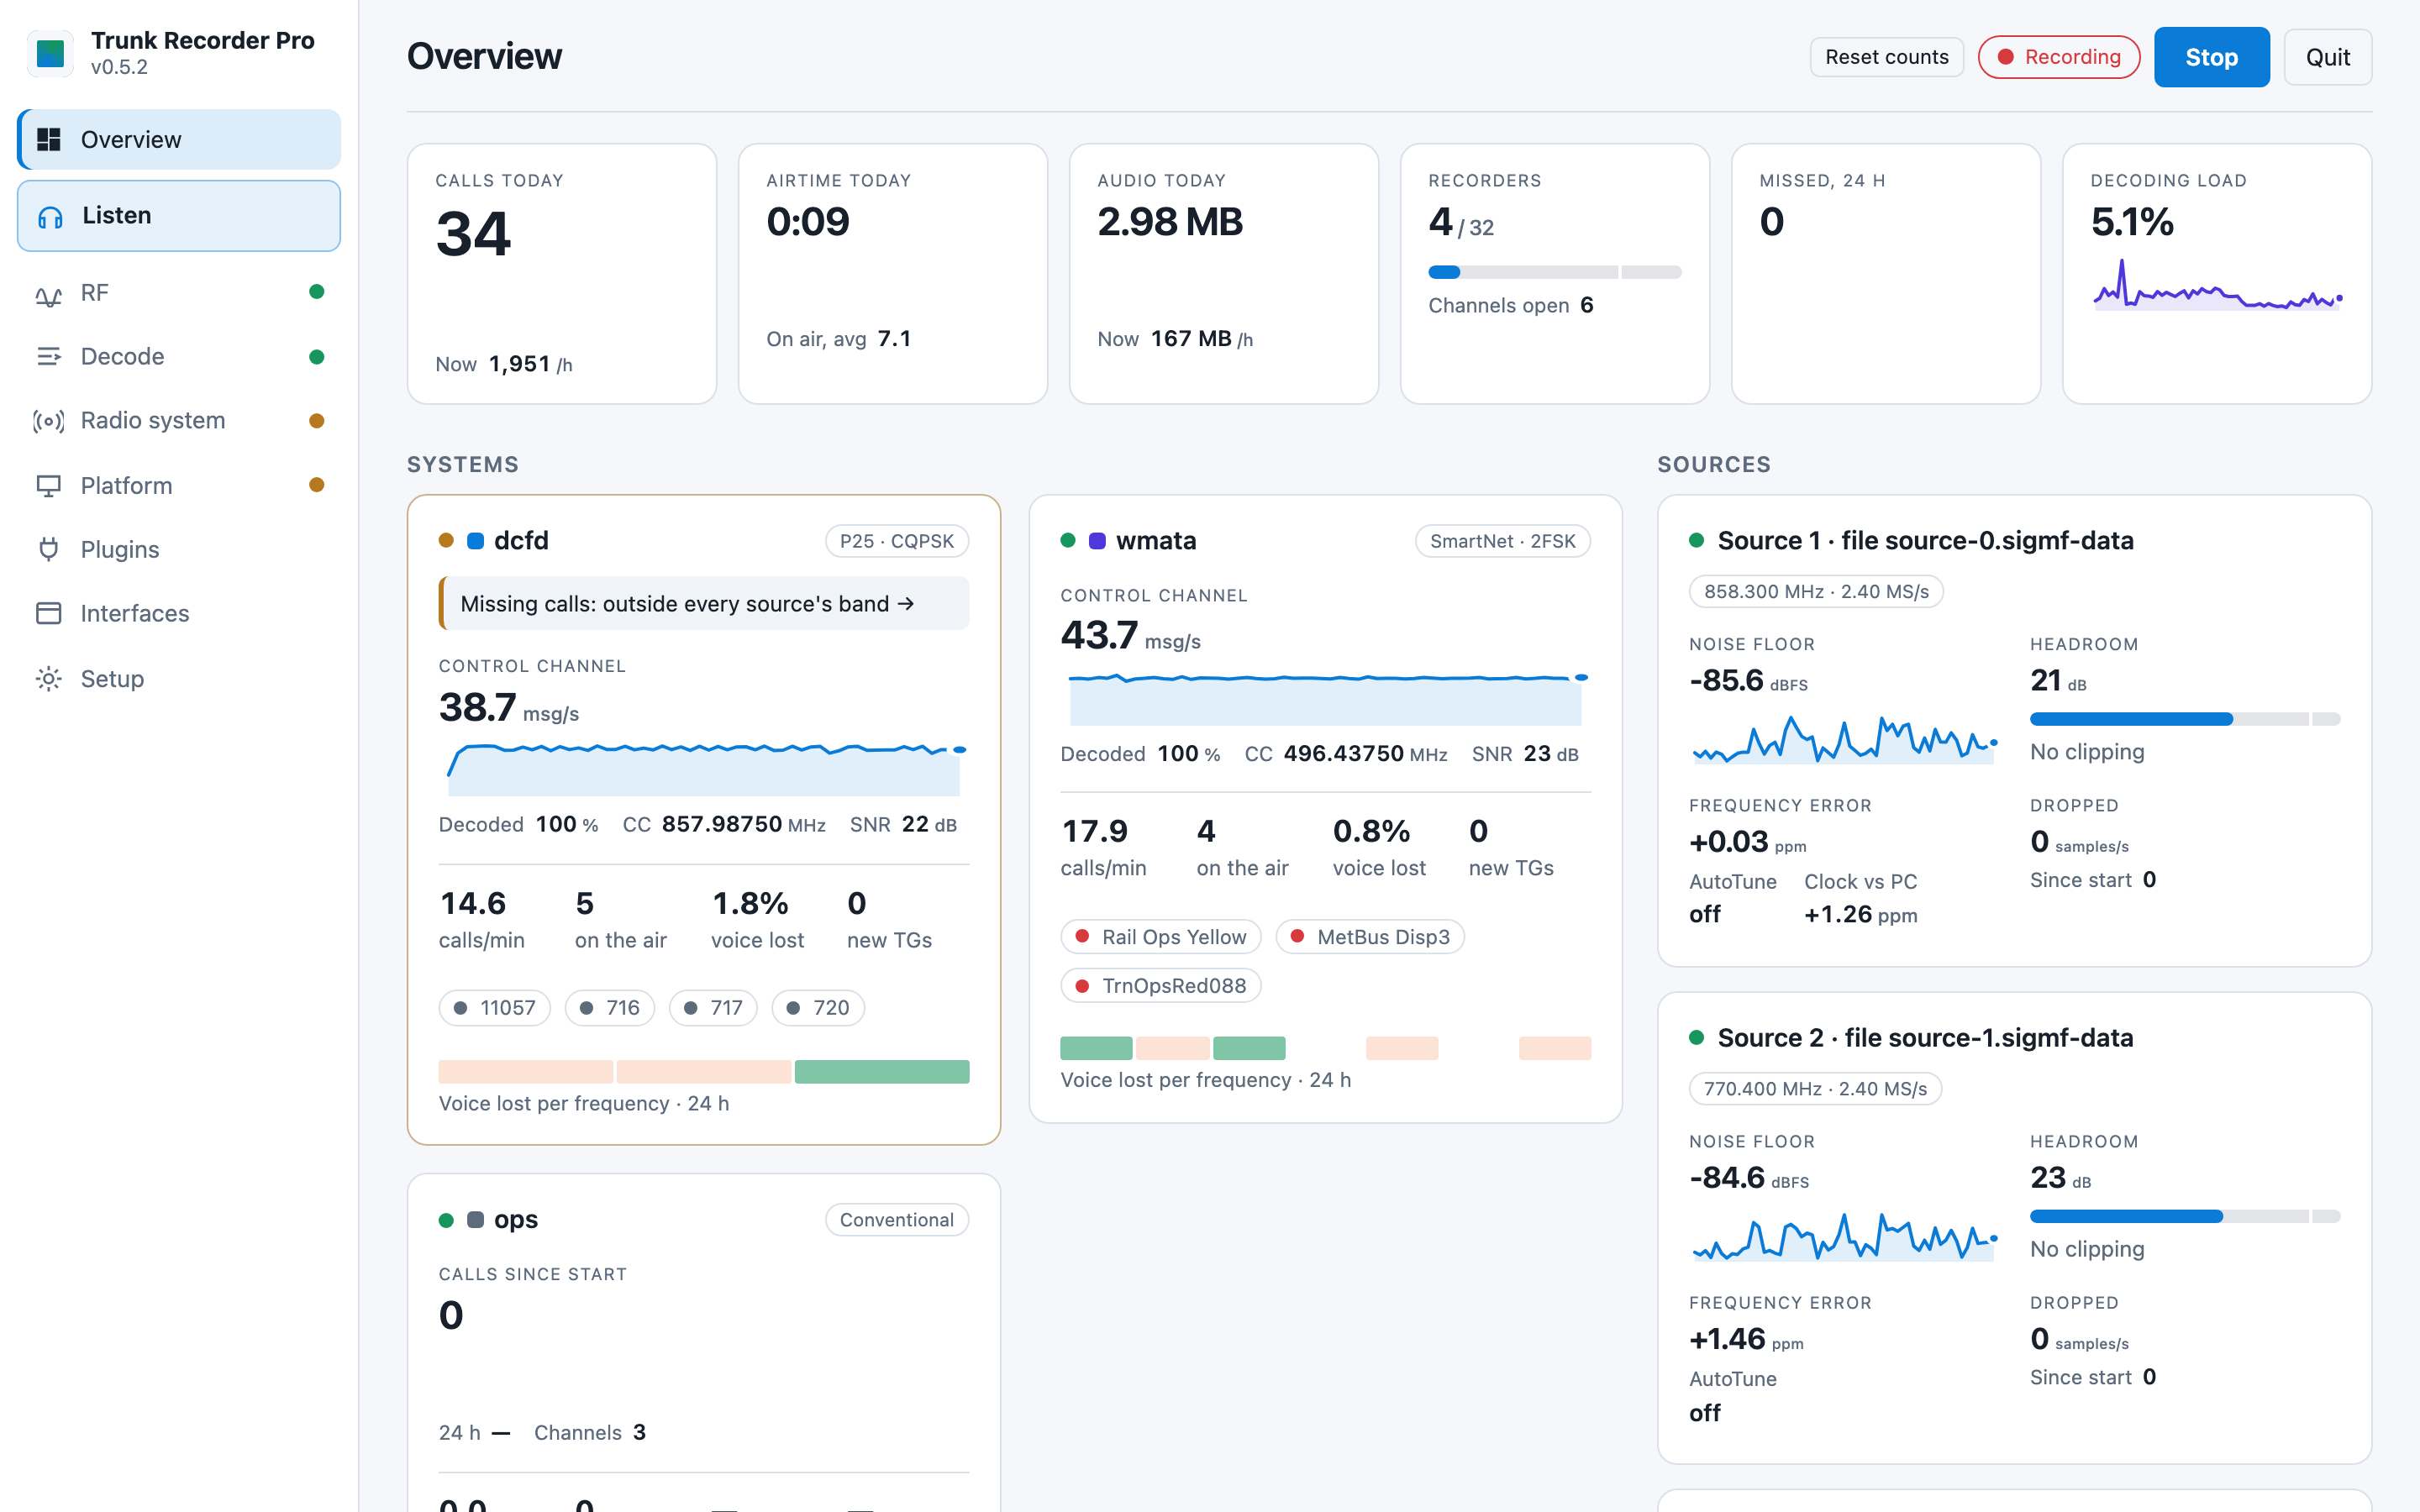 Trunk Recorder Pro
v0.5.2
Overview
Listen
RF
Decode
Radio system
Platform
Plugins
Interfaces
Setup
Overview
Reset counts
Recording
Stop
Quit
CALLS TODAY
34
Now 1,951 /h
AIRTIME TODAY
0:09
On air, avg 7.1
AUDIO TODAY
2.98 MB
Now 167 MB /h
RECORDERS
4 / 32
Channels open 6
MISSED, 24 H
0
DECODING LOAD
5.1%
SYSTEMS
dcfd
P25 · CQPSK
Missing calls: outside every source's band →
CONTROL CHANNEL
38.7 msg/s
Decoded 100 % CC 857.98750 MHz SNR 22 dB
14.6 5 1.8% 0
calls/min on the air voice lost new TGs
11057 716 717 720
Voice lost per frequency · 24 h
wmata
SmartNet · 2FSK
CONTROL CHANNEL
43.7 msg/s
Decoded 100 % CC 496.43750 MHz SNR 23 dB
17.9 4 0.8% 0
calls/min on the air voice lost new TGs
Rail Ops Yellow MetBus Disp3
TrnOpsRed088
Voice lost per frequency · 24 h
ops
Conventional
CALLS SINCE START
0
24 h — Channels 3
0.0 0
SOURCES
Source 1 · file source-0.sigmf-data
858.300 MHz · 2.40 MS/s
NOISE FLOOR
-85.6 dBFS
HEADROOM
21 dB
No clipping
FREQUENCY ERROR
+0.03 ppm
AutoTune Clock vs PC
off +1.26 ppm
DROPPED
0 samples/s
Since start 0
Source 2 · file source-1.sigmf-data
770.400 MHz · 2.40 MS/s
NOISE FLOOR
-84.6 dBFS
HEADROOM
23 dB
No clipping
FREQUENCY ERROR
+1.46 ppm
AutoTune
off
DROPPED
0 samples/s
Since start 0